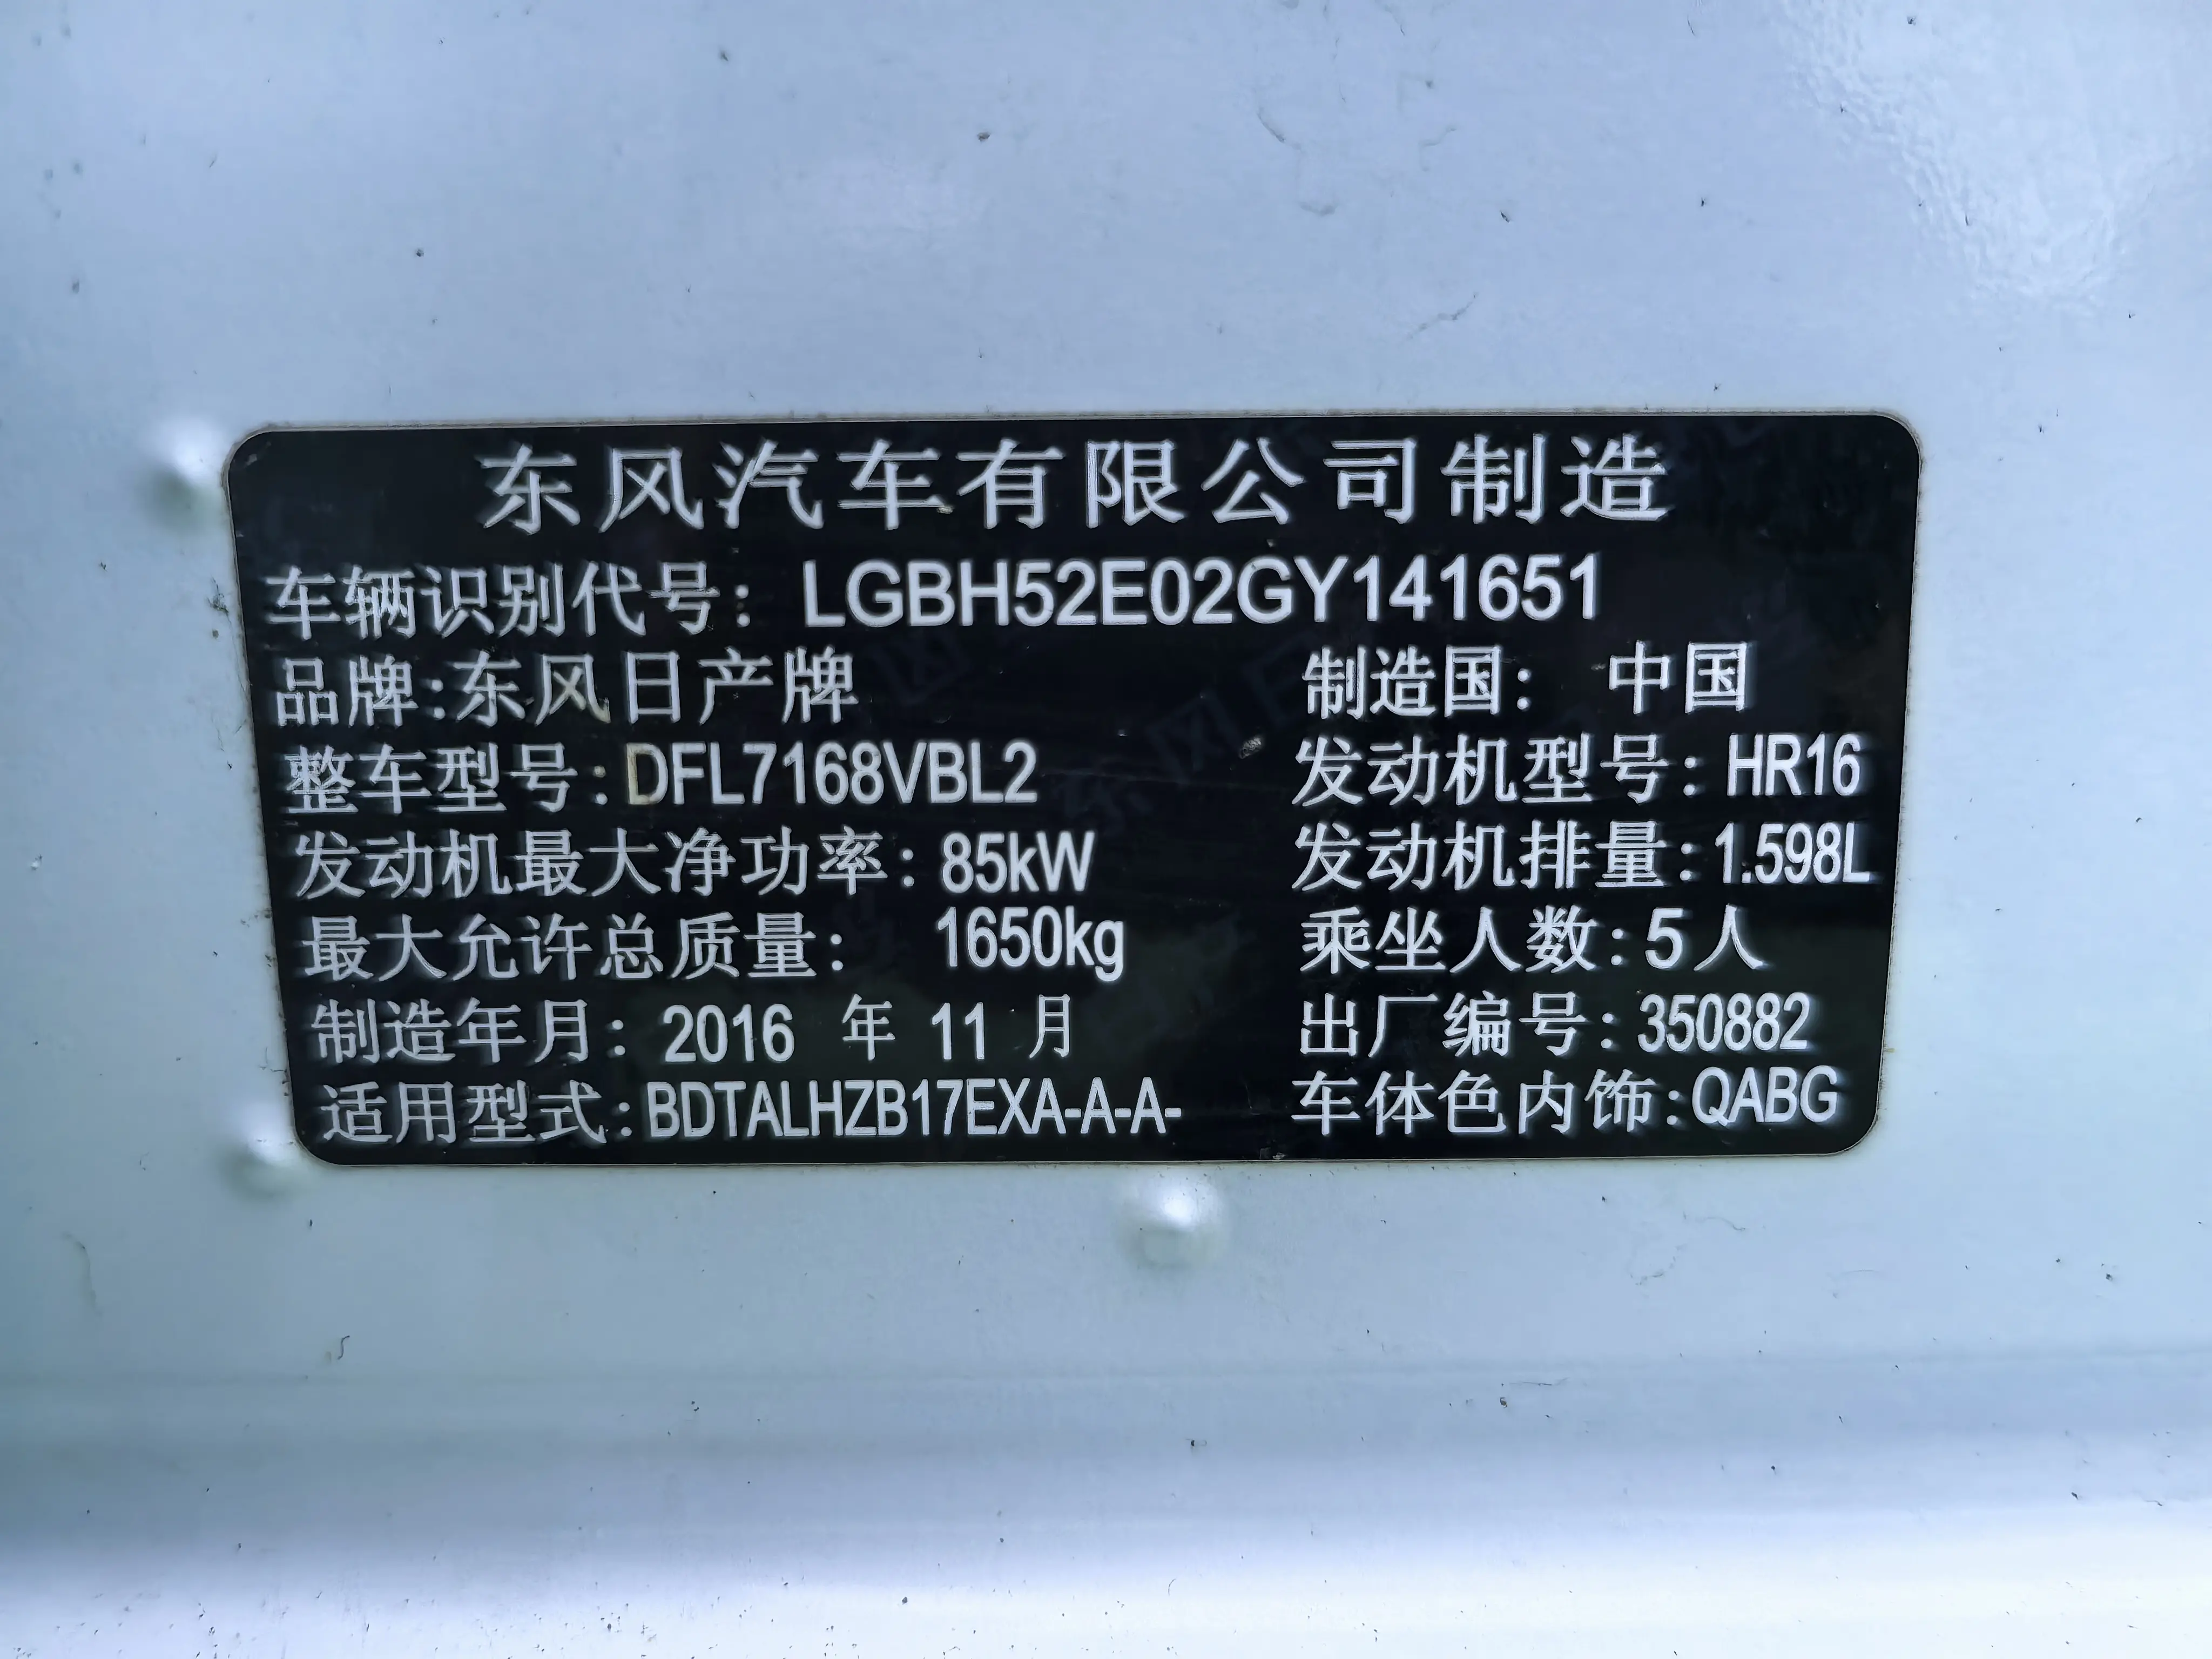 东风汽车有限公司制造
车辆识别代号：LGBH52E02GY141651
品牌:东风日产牌 制造国： 中国
整车型号:DFL7168VBL2 发动机型号：HR16
发动机最大净功率：85kW 发动机排量:1.598L
最大允许总质量： 1650kg 乘坐人数:5人
制造年月：2016 年 11 月 出厂编号:350882
适用型式:BDTALHZB17EXA-A-A- 车体色内饰:QABG